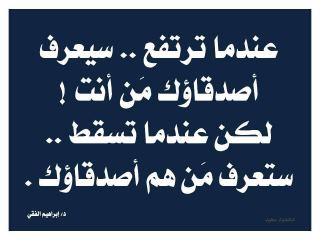 عندما ترتفع .. سيعرف
أصدقاؤك مَن أنت !
لكن عندما تسقط ..
ستعرف مَن هم أصدقاؤك .
د/ إبراهيم الفقي